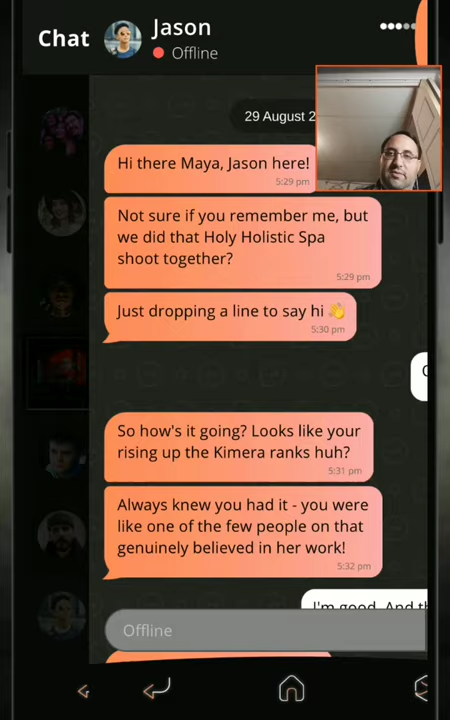 Chat
Jason
Offline
29 August 2
Hi there Maya, Jason here!
5:29 pm
Not sure if you remember me, but
we did that Holy Holistic Spa
shoot together?
5:29 pm
Just dropping a line to say hi 👋
5:30 pm
So how's it going? Looks like your
rising up the Kimera ranks huh?
5:31 pm
Always knew you had it - you were
like one of the few people on that
genuinely believed in her work!
5:32 pm
I'm good. And th
Offline